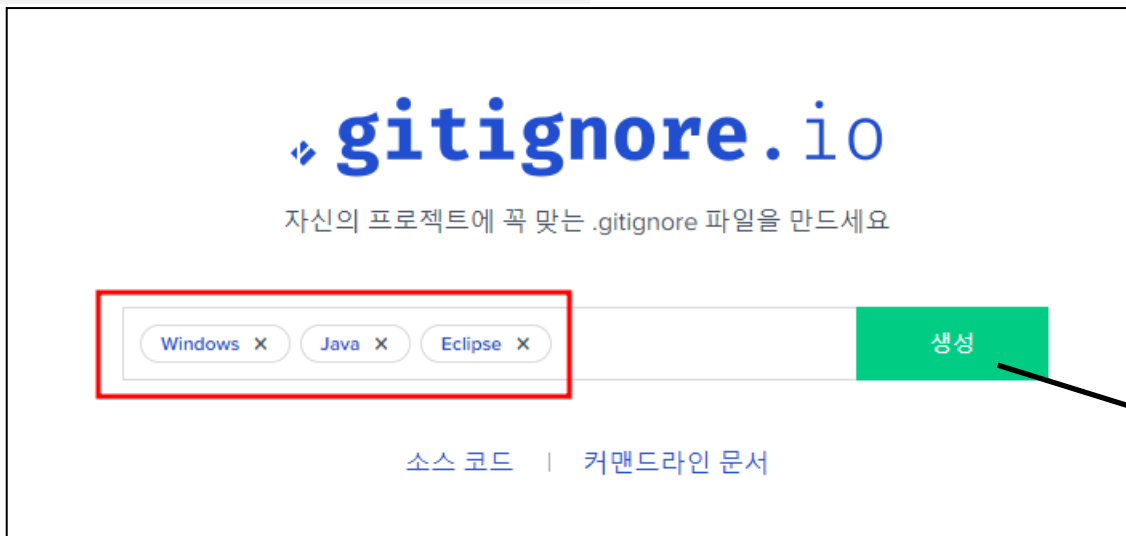 .gitignore.io
자신의 프로젝트에 꼭 맞는 .gitignore 파일을 만드세요
Windows × Java × Eclipse × 생성
소스 코드 | 커맨드라인 문서